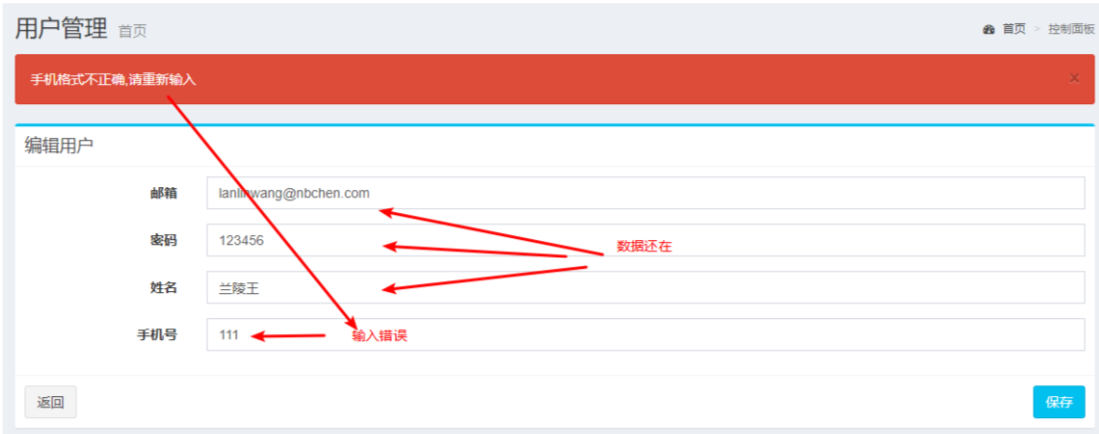 用户管理 首页
首页 > 控制面板
手机格式不正确,请重新输入
×
编辑用户
邮箱 lanlinwang@nbchen.com
密码 123456
数据还在
姓名 兰陵王
手机号 111 输入错误
返回 保存